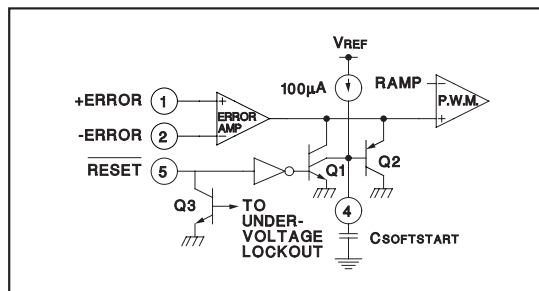 VREF
100µA
RAMP
P.W.M.
+ERROR 1
-ERROR 2
ERROR AMP
RESET 5
Q1
Q2
Q3
TO
UNDER-
VOLTAGE
LOCKOUT
4
CSOFTSTART